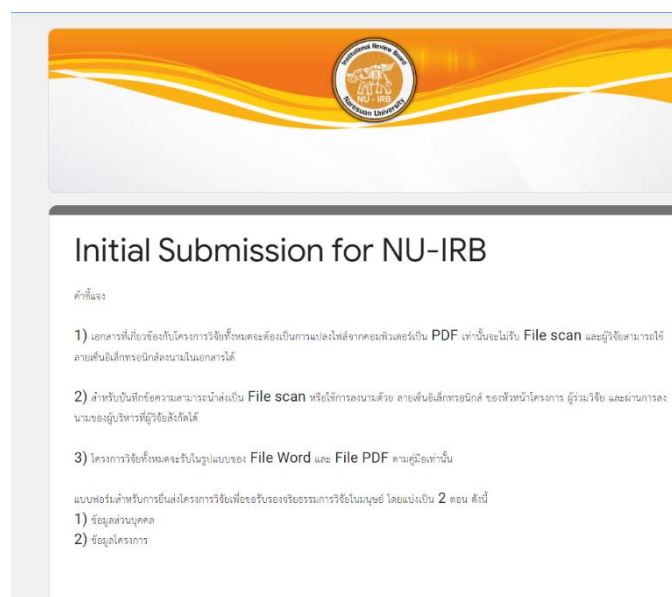 Institutional Review Board
NU - IRB
Naresuan University
Initial Submission for NU-IRB
คำชี้แจง
1) เอกสารที่เกี่ยวข้องกับโครงการวิจัยทั้งหมดจะต้องเป็นการแปลงไฟล์จากคอมพิวเตอร์เป็น PDF เท่านั้นจะไม่รับ File scan และผู้วิจัยสามารถใช้
ลายเซ็นอิเล็กทรอนิกส์ลงนามในเอกสารได้
2) สำหรับบันทึกข้อความสามารถนำส่งเป็น File scan หรือใช้การลงนามด้วย ลายเซ็นอิเล็กทรอนิกส์ ของหัวหน้าโครงการ ผู้ร่วมวิจัย และผ่านการลง
นามของผู้บริหารที่ผู้วิจัยสังกัดได้
3) โครงการวิจัยทั้งหมดจะรับในรูปแบบของ File Word และ File PDF ตามคู่มือเท่านั้น
แบบฟอร์มสำหรับการยื่นส่งโครงการวิจัยเพื่อขอรับรองจริยธรรมการวิจัยในมนุษย์ โดยแบ่งเป็น 2 ตอน ดังนี้
1) ข้อมูลส่วนบุคคล
2) ข้อมูลโครงการ